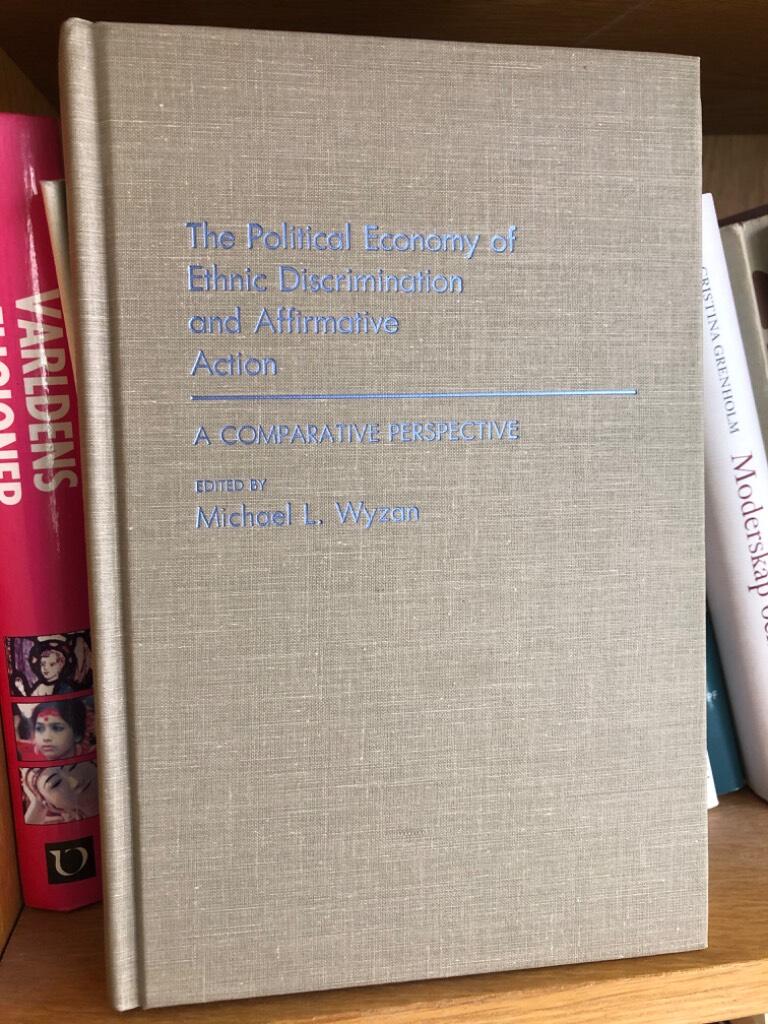 The Political Economy of
Ethnic Discrimination
and Affirmative
Action
A COMPARATIVE PERSPECTIVE
EDITED BY
Michael L. Wyzan
VÄRLDENS
CRISTINA GRENHOLM
Moderskap